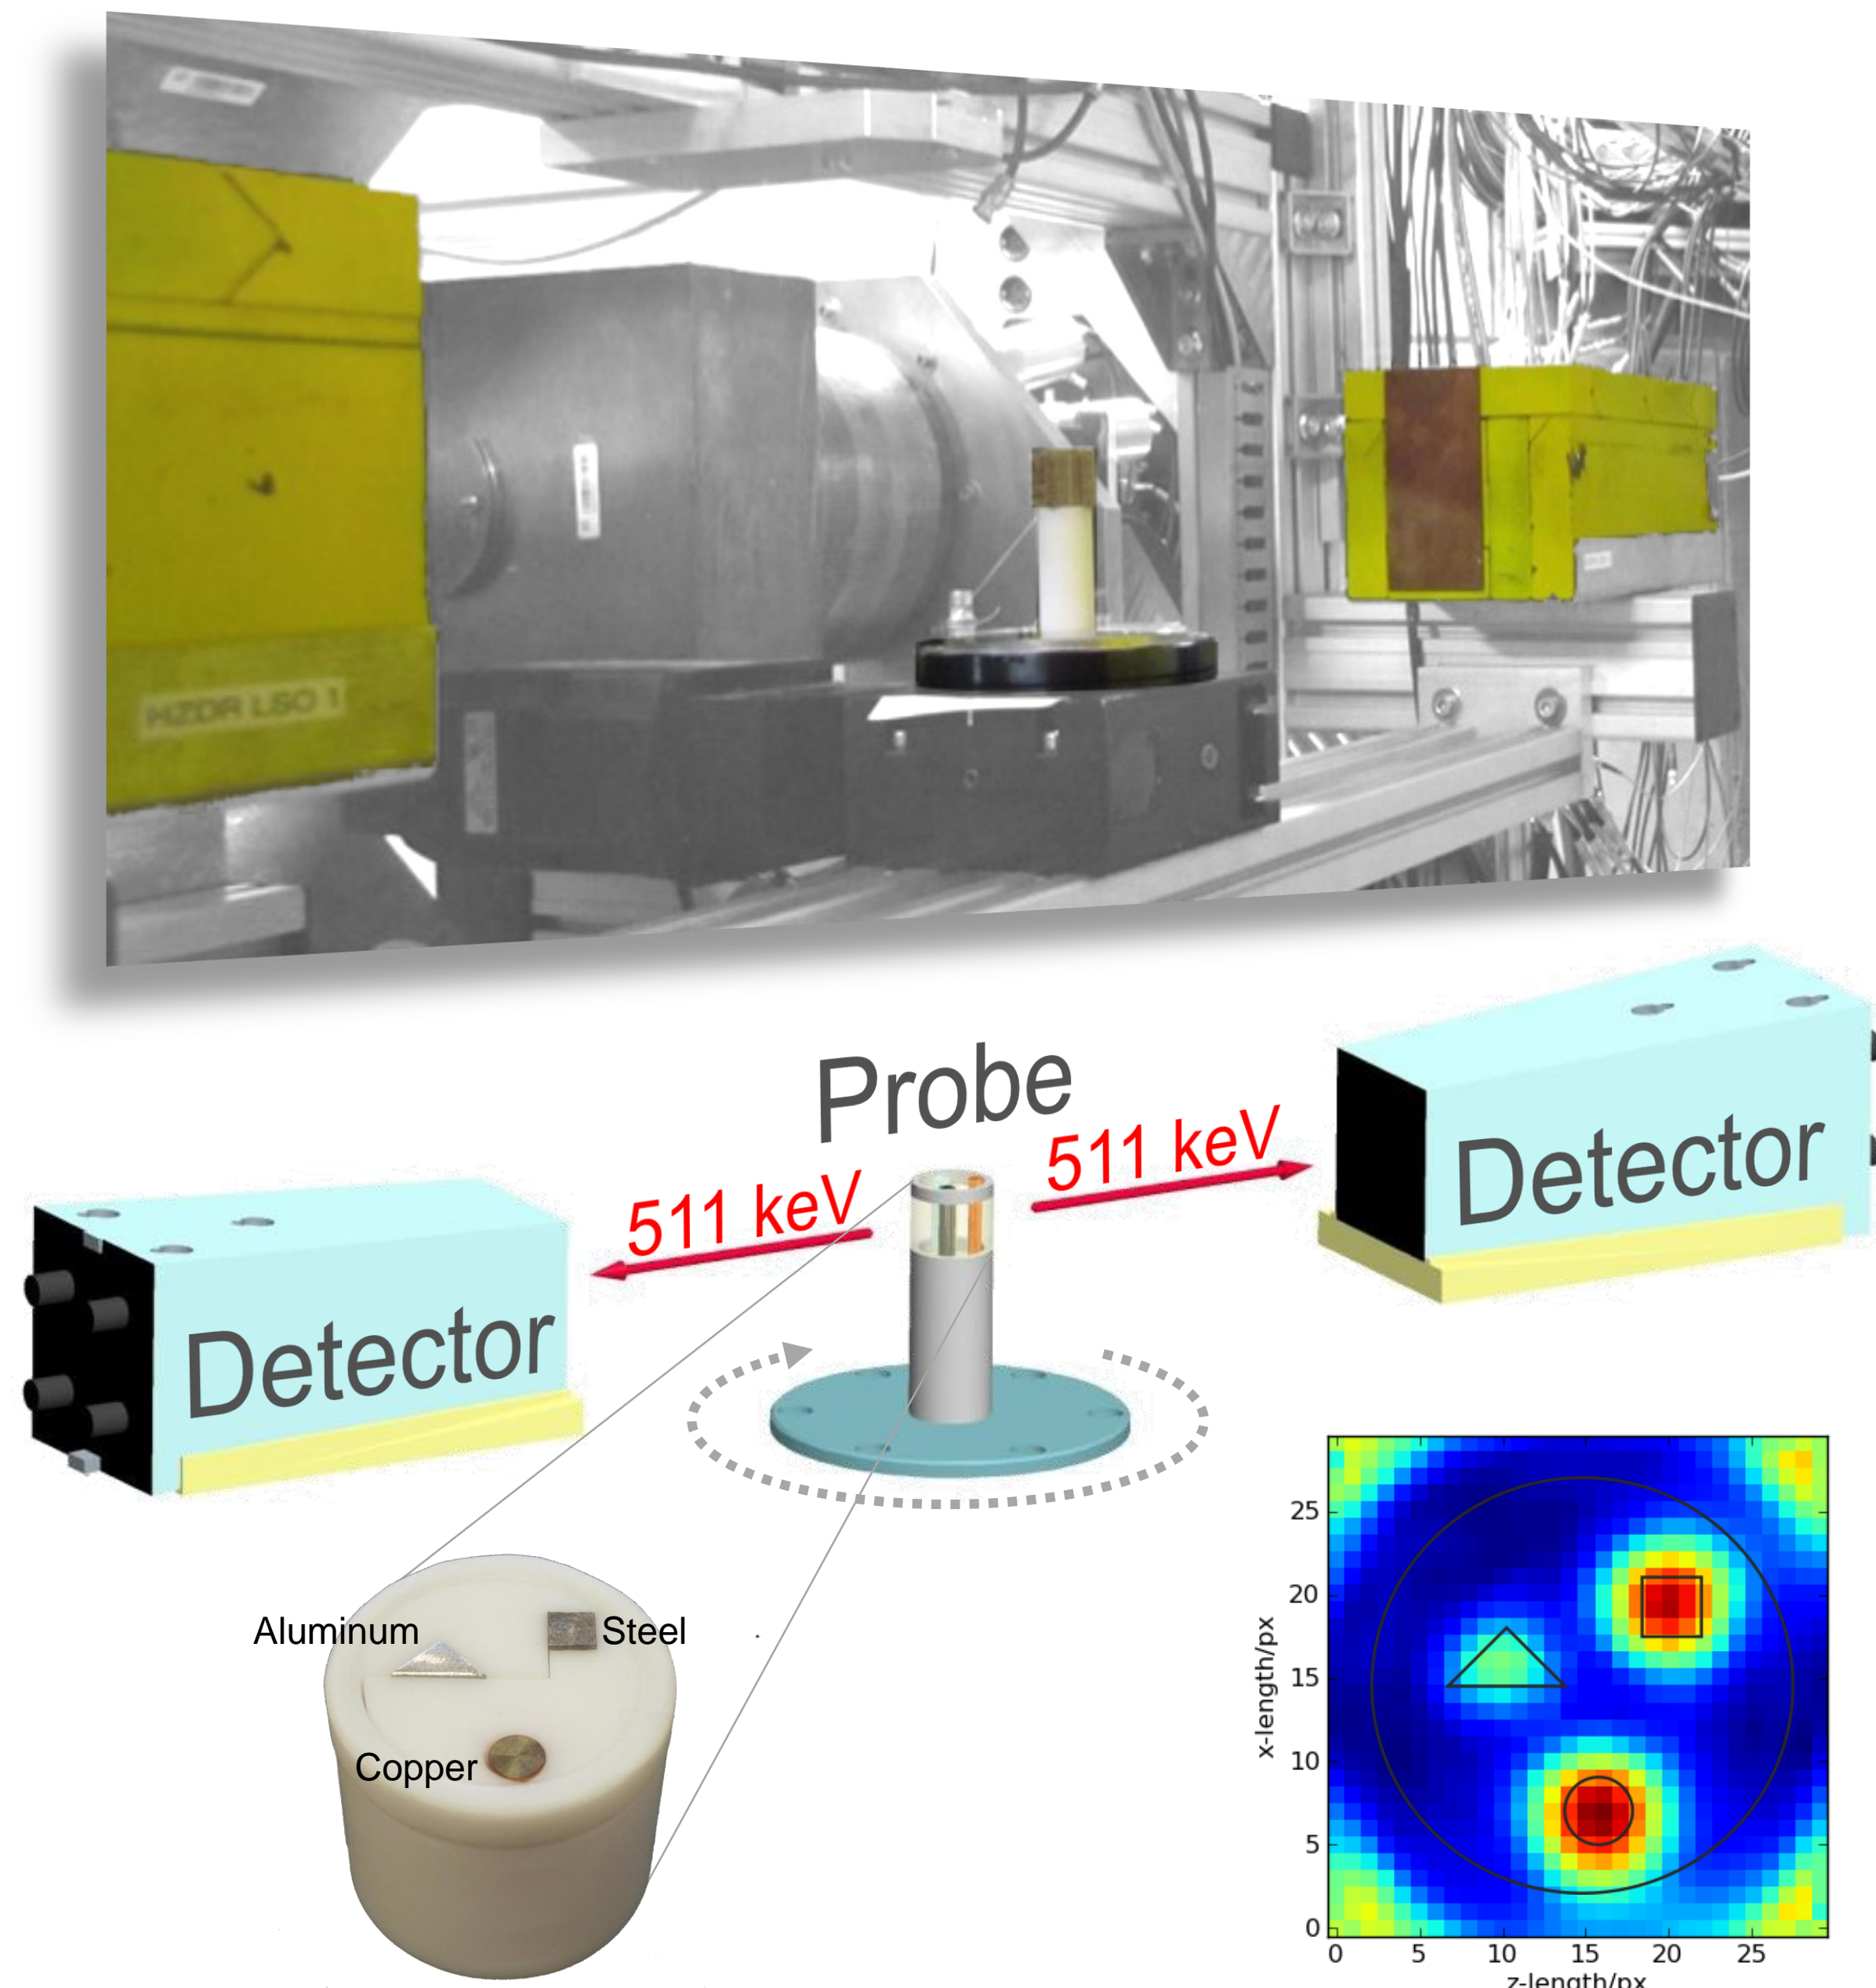 HZDR LSO 1
Probe
511 keV
511 keV
Detector
Detector
Aluminum
Steel
Copper
x-length/px
25
20
15
10
5
0
0 5 10 15 20 25
z-length/px